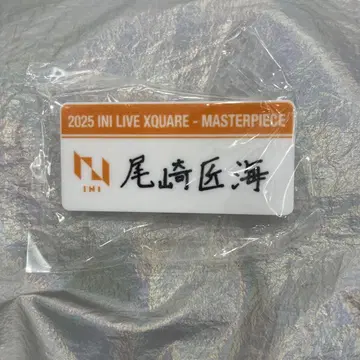 2025 INI LIVE XQUARE - MASTERPIECE
INI
尾崎匠海